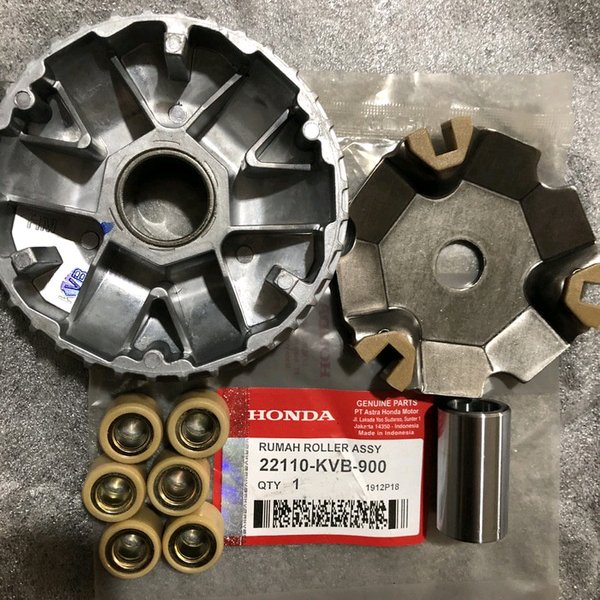 HONDA
GENUINE PARTS
PT Astra Honda Motor
Jl. Laksda Yos Sudarso, Sunter 1
Jakarta 14350 - Indonesia
Made in Indonesia
RUMAH ROLLER ASSY
22110-KVB-900
QTY 1
1912P18